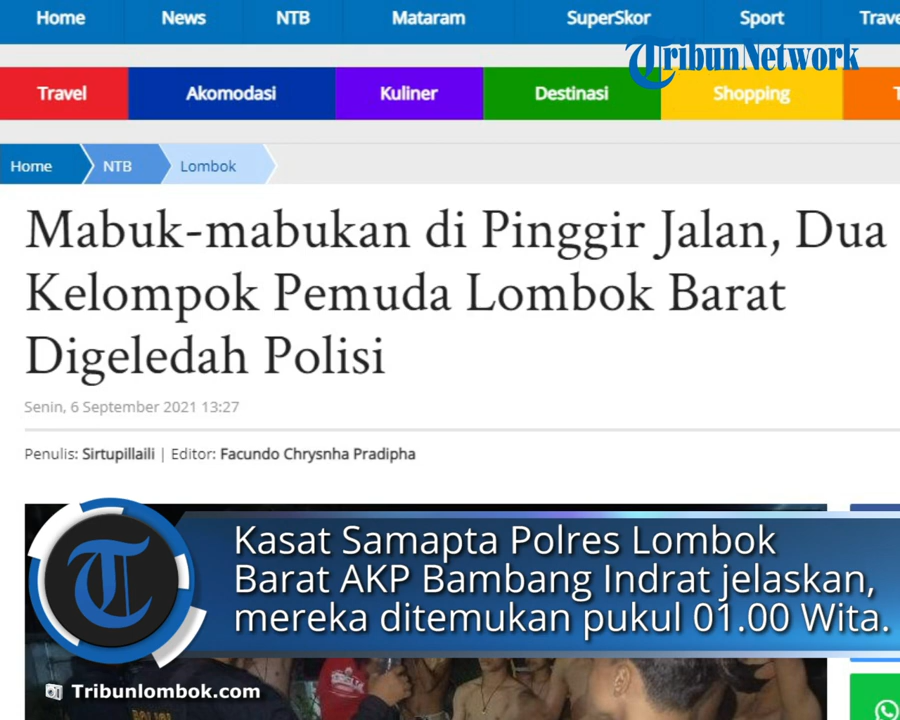 Home News NTB Mataram SuperSkor Sport
TribunNetwork
Travel Akomodasi Kuliner Destinasi Shopping
Home NTB Lombok
Mabuk-mabukan di Pinggir Jalan, Dua
Kelompok Pemuda Lombok Barat
Digeledah Polisi
Senin, 6 September 2021 13:27
Penulis: Sirtupillaili | Editor: Facundo Chrysnha Pradipha
Kasat Samapta Polres Lombok
Barat AKP Bambang Indrat jelaskan,
mereka ditemukan pukul 01.00 Wita.
Tribunlombok.com